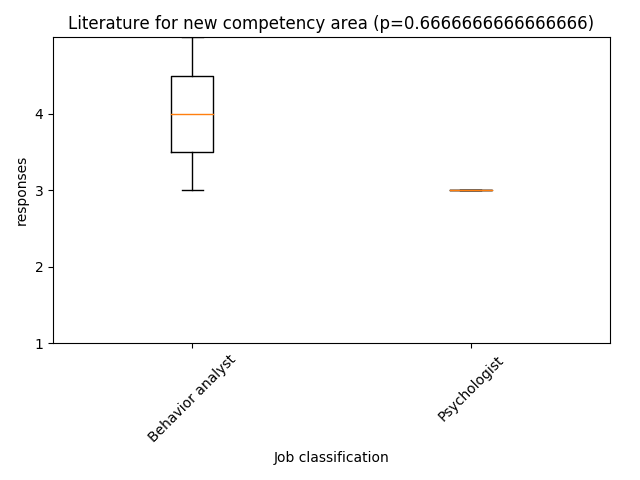 Literature for new competency area (p=0.6666666666666666)
responses
4
3
2
1
Behavior analyst
Psychologist
Job classification